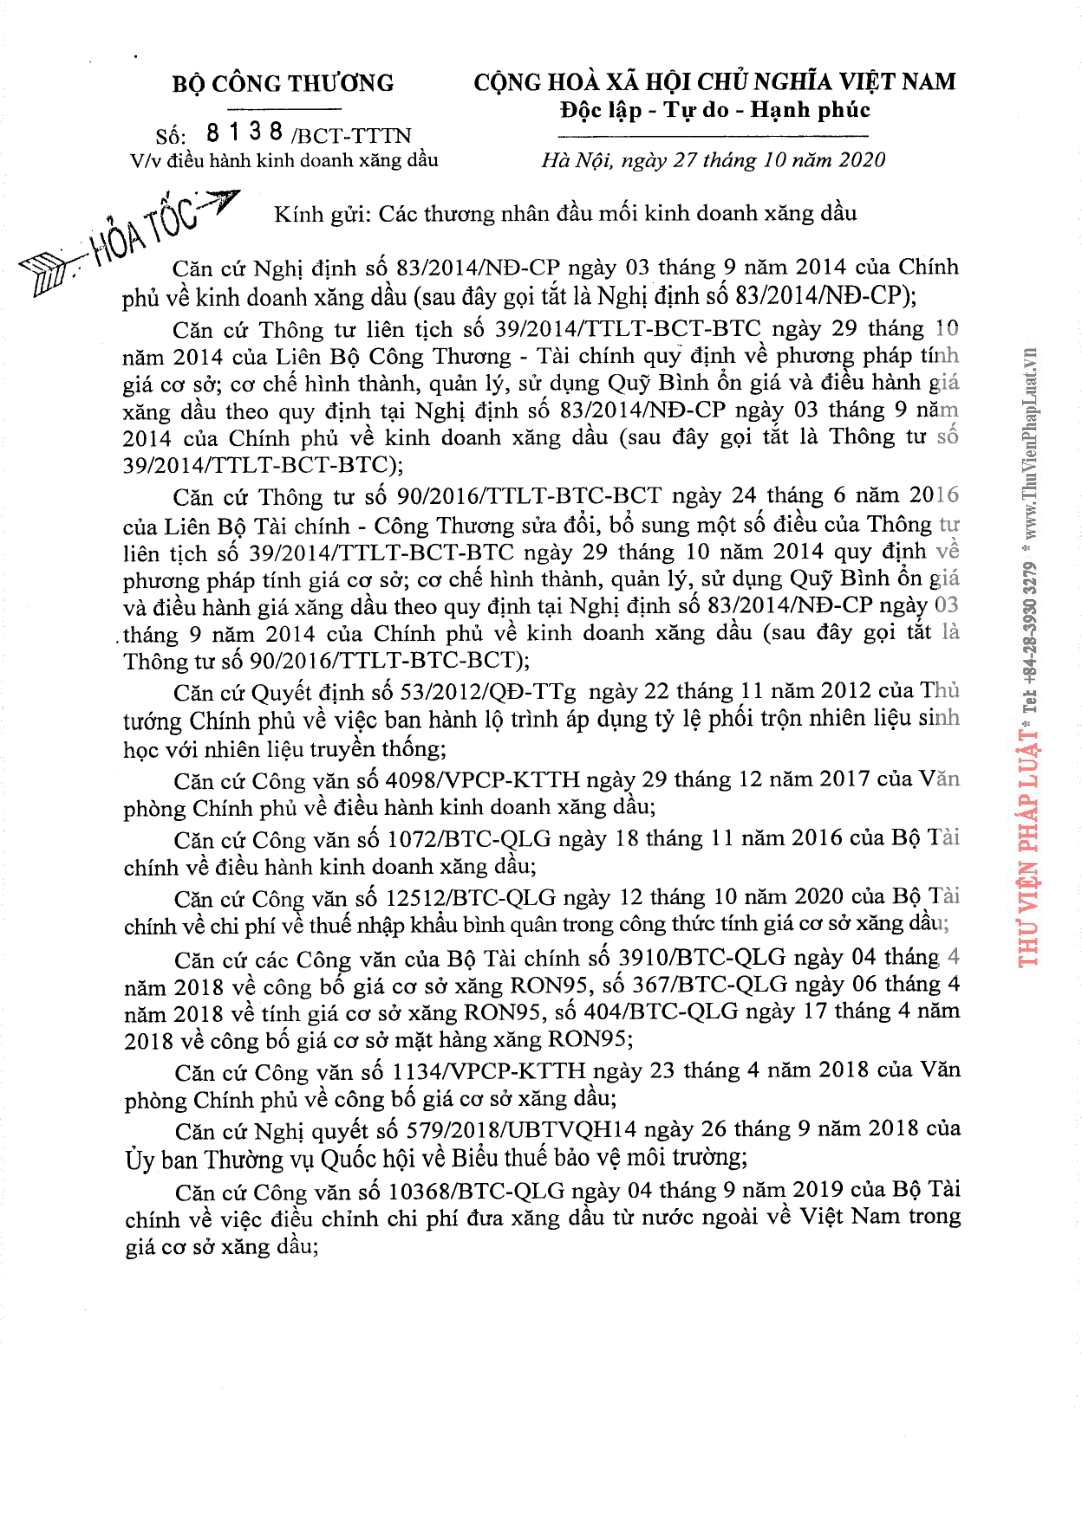 BỘ CÔNG THƯƠNG
Số: 8138/BCT-TTTN
V/v điều hành kinh doanh xăng dầu
CỘNG HOÀ XÃ HỘI CHỦ NGHĨA VIỆT NAM
Độc lập - Tự do - Hạnh phúc
Hà Nội, ngày 27 tháng 10 năm 2020
HỎA TỐC
Kính gửi: Các thương nhân đầu mối kinh doanh xăng dầu
Căn cứ Nghị định số 83/2014/NĐ-CP ngày 03 tháng 9 năm 2014 của Chính
phủ về kinh doanh xăng dầu (sau đây gọi tắt là Nghị định số 83/2014/NĐ-CP);
Căn cứ Thông tư liên tịch số 39/2014/TTLT-BCT-BTC ngày 29 tháng 10
năm 2014 của Liên Bộ Công Thương - Tài chính quy định về phương pháp tính
giá cơ sở; cơ chế hình thành, quản lý, sử dụng Quỹ Bình ổn giá và điều hành giá
xăng dầu theo quy định tại Nghị định số 83/2014/NĐ-CP ngày 03 tháng 9 năm
2014 của Chính phủ về kinh doanh xăng dầu (sau đây gọi tắt là Thông tư số
39/2014/TTLT-BCT-BTC);
Căn cứ Thông tư số 90/2016/TTLT-BTC-BCT ngày 24 tháng 6 năm 2016
của Liên Bộ Tài chính - Công Thương sửa đổi, bổ sung một số điều của Thông tư
liên tịch số 39/2014/TTLT-BCT-BTC ngày 29 tháng 10 năm 2014 quy định về
phương pháp tính giá cơ sở; cơ chế hình thành, quản lý, sử dụng Quỹ Bình ổn giá
và điều hành giá xăng dầu theo quy định tại Nghị định số 83/2014/NĐ-CP ngày 03
tháng 9 năm 2014 của Chính phủ về kinh doanh xăng dầu (sau đây gọi tắt là
Thông tư số 90/2016/TTLT-BTC-BCT);
Căn cứ Quyết định số 53/2012/QĐ-TTg ngày 22 tháng 11 năm 2012 của Thủ
tướng Chính phủ về việc ban hành lộ trình áp dụng tỷ lệ phối trộn nhiên liệu sinh
học với nhiên liệu truyền thống;
Căn cứ Công văn số 4098/VPCP-KTTH ngày 29 tháng 12 năm 2017 của Văn
phòng Chính phủ về điều hành kinh doanh xăng dầu;
Căn cứ Công văn số 1072/BTC-QLG ngày 18 tháng 11 năm 2016 của Bộ Tài
chính về điều hành kinh doanh xăng dầu;
Căn cứ Công văn số 12512/BTC-QLG ngày 12 tháng 10 năm 2020 của Bộ Tài
chính về chi phí về thuế nhập khẩu bình quân trong công thức tính giá cơ sở xăng dầu;
Căn cứ các Công văn của Bộ Tài chính số 3910/BTC-QLG ngày 04 tháng 4
năm 2018 về công bố giá cơ sở xăng RON95, số 367/BTC-QLG ngày 06 tháng 4
năm 2018 về tính giá cơ sở xăng RON95, số 404/BTC-QLG ngày 17 tháng 4 năm
2018 về công bố giá cơ sở mặt hàng xăng RON95;
Căn cứ Công văn số 1134/VPCP-KTTH ngày 23 tháng 4 năm 2018 của Văn
phòng Chính phủ về công bố giá cơ sở xăng dầu;
Căn cứ Nghị quyết số 579/2018/UBTVQH14 ngày 26 tháng 9 năm 2018 của
Ủy ban Thường vụ Quốc hội về Biểu thuế bảo vệ môi trường;
Căn cứ Công văn số 10368/BTC-QLG ngày 04 tháng 9 năm 2019 của Bộ Tài
chính về việc điều chỉnh chi phí đưa xăng dầu từ nước ngoài về Việt Nam trong
giá cơ sở xăng dầu;
THƯ VIỆN PHÁP LUẬT * Tel: +84-28-3930 3279 * www.ThuVienPhapLuat.vn